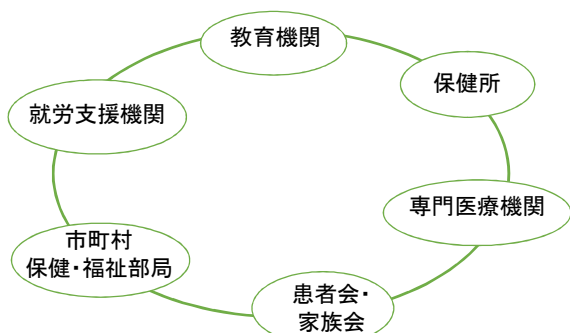 教育機関
保健所
就労支援機関
専門医療機関
市町村
保健・福祉部局
患者会・
家族会